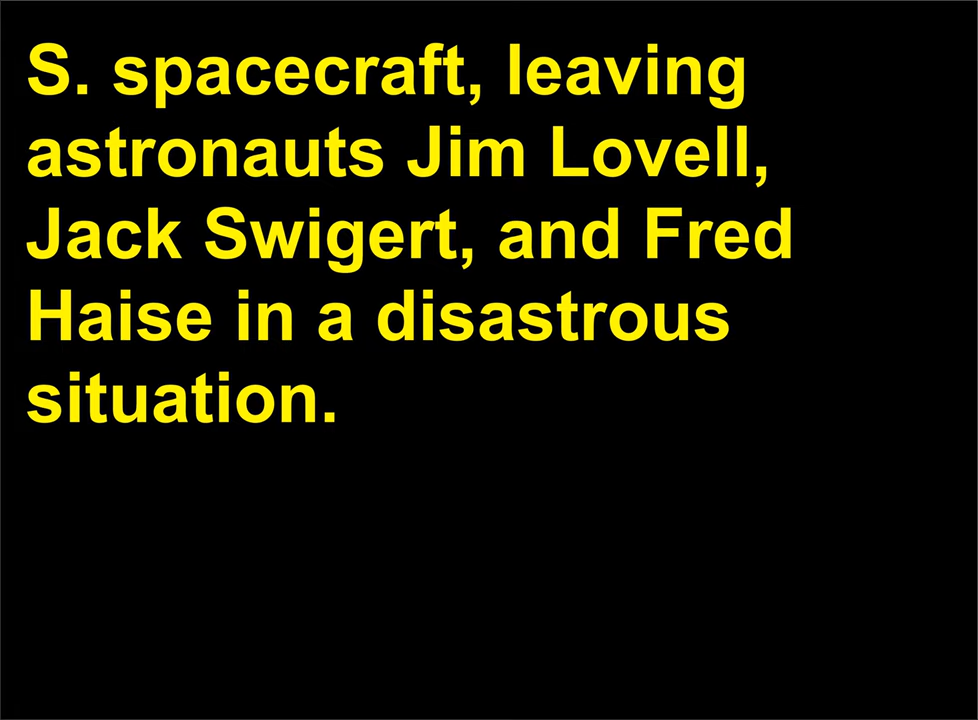 S. spacecraft, leaving
astronauts Jim Lovell,
Jack Swigert, and Fred
Haise in a disastrous
situation.